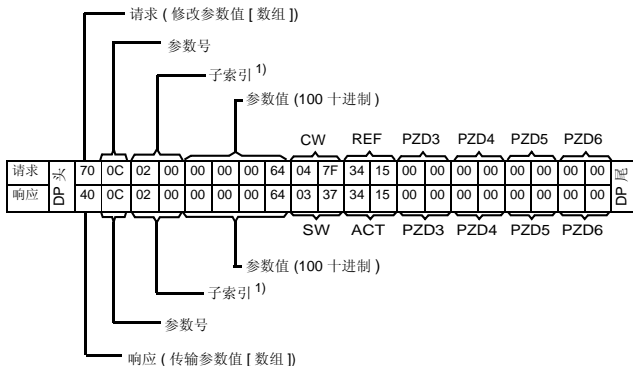 请求 ( 修改参数值 [ 数组 ])
参数号
子索引 1)
参数值 (100 十进制 )
CW REF PZD3 PZD4 PZD5 PZD6
请求 DP 头 70 0C 02 00 00 00 00 64 04 7F 34 15 00 00 00 00 00 00 00 00 DP 尾
响应 40 0C 02 00 00 00 00 64 03 37 34 15 00 00 00 00 00 00 00 00
SW ACT PZD3 PZD4 PZD5 PZD6
参数值 (100 十进制 )
子索引 1)
参数号
响应 ( 传输参数值 [ 数组 ])